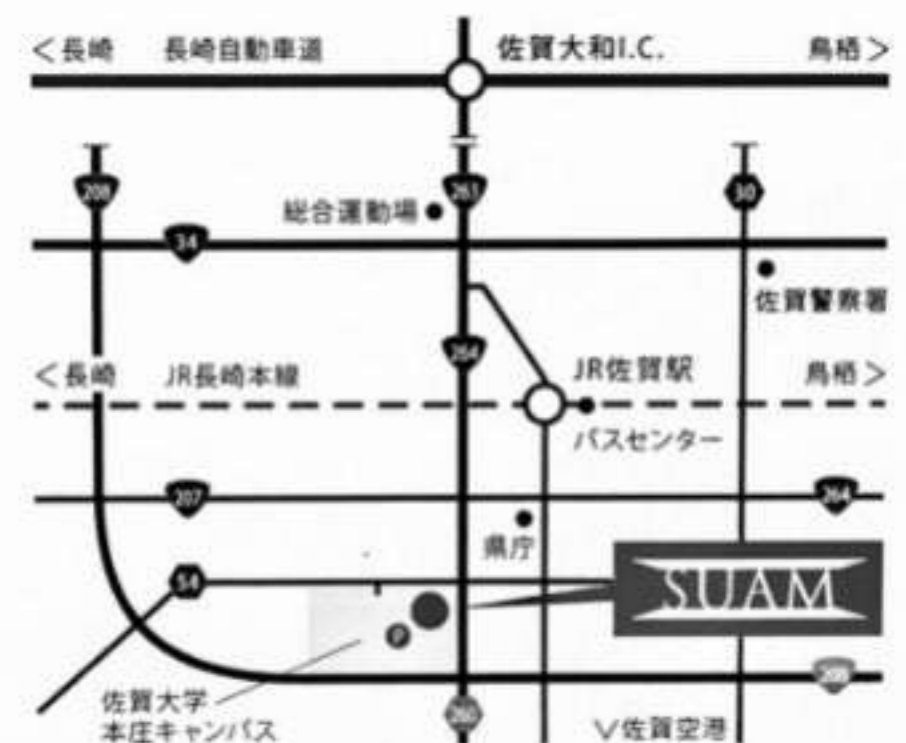 <長崎 長崎自動車道 佐賀大和I.C. 鳥栖>
208
263
30
総合運動場
34
佐賀警察署
264
<長崎 JR長崎本線 JR佐賀駅 鳥栖>
バスセンター
207
264
県庁
54
SUAM
P
208
佐賀大学
本庄キャンパス
∨佐賀空港